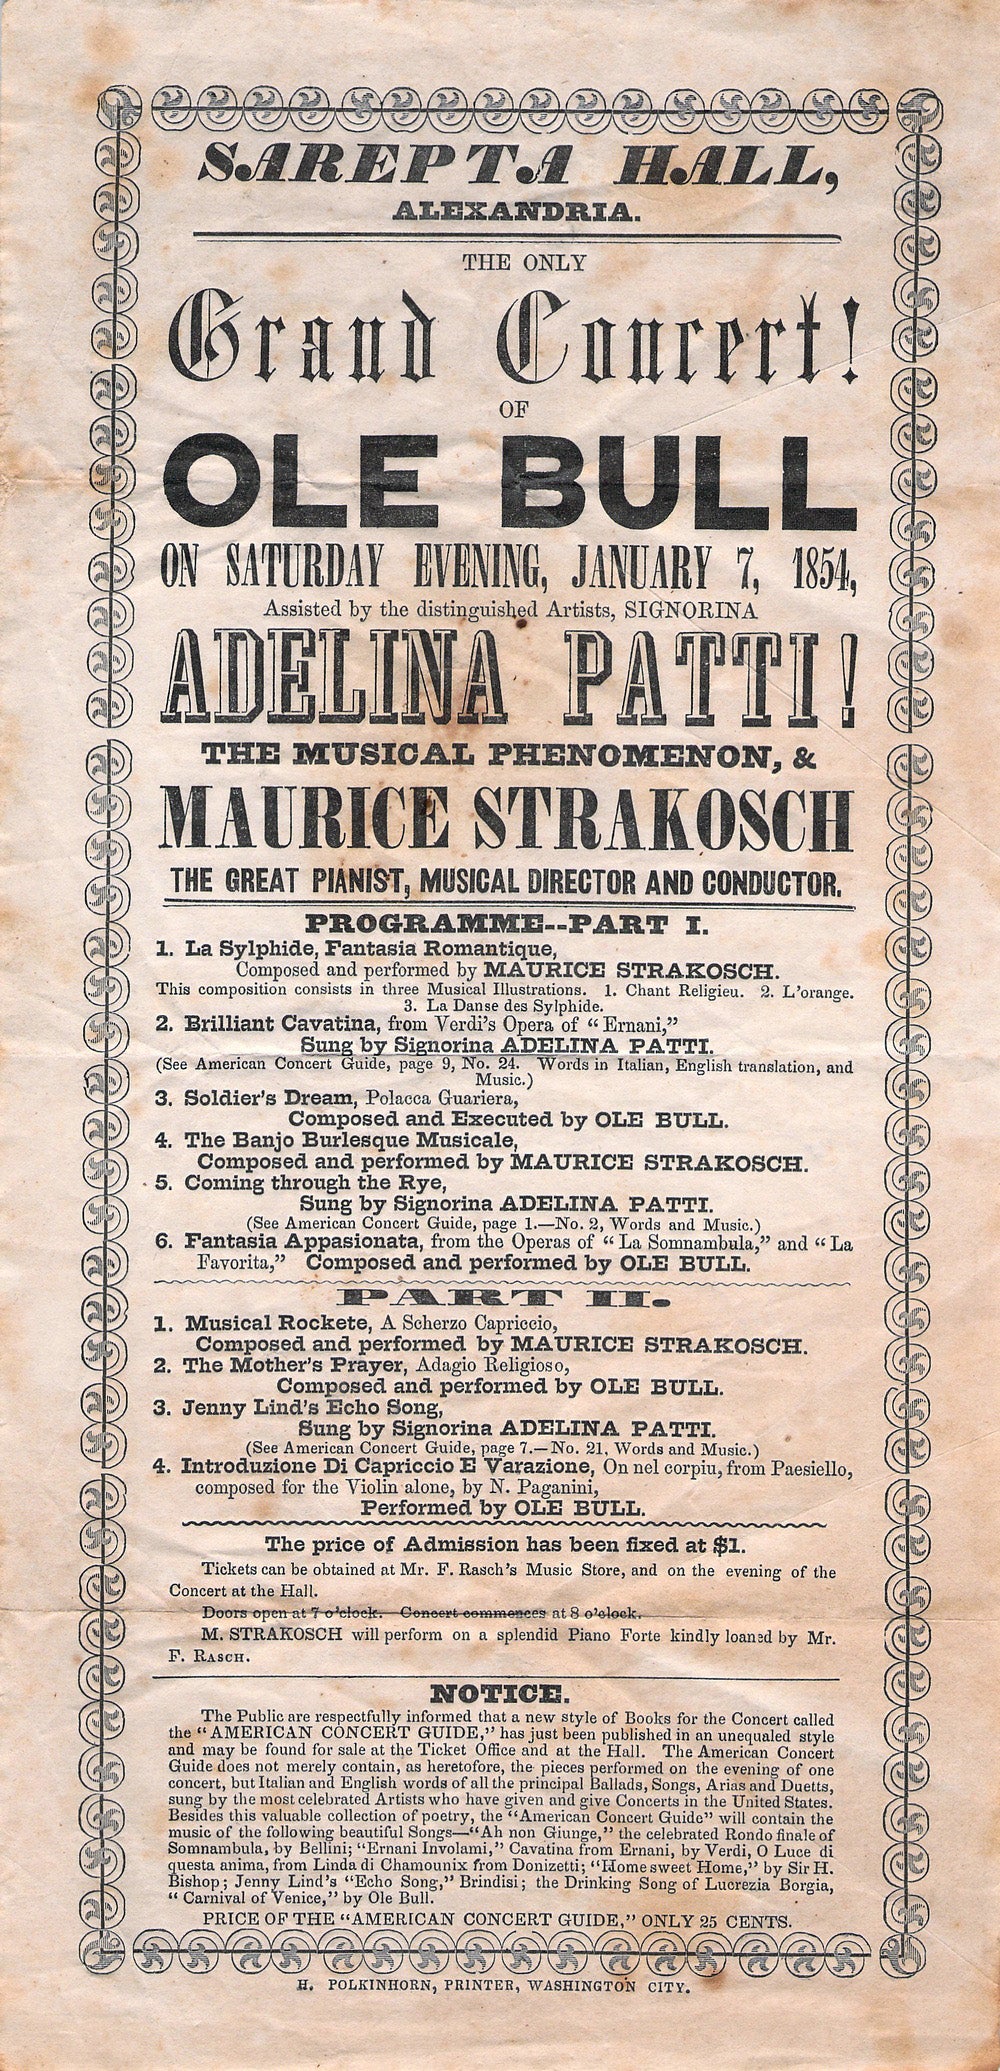 SAREPTA HALL,
ALEXANDRIA.
THE ONLY
Grand Concert!
OF
OLE BULL
ON SATURDAY EVENING, JANUARY 7, 1854,
Assisted by the distinguished Artists, SIGNORINA
ADELINA PATTI!
THE MUSICAL PHENOMENON, &
MAURICE STRAKOSCH
THE GREAT PIANIST, MUSICAL DIRECTOR AND CONDUCTOR.
PROGRAMME--PART I.
1. La Sylphide, Fantasia Romantique,
Composed and performed by MAURICE STRAKOSCH.
This composition consists in three Musical Illustrations. 1. Chant Religieu. 2. L'orange.
3. La Danse des Sylphide.
2. Brilliant Cavatina, from Verdi's Opera of "Ernani,"
Sung by Signorina ADELINA PATTI.
(See American Concert Guide, page 9, No. 24. Words in Italian, English translation, and
Music.)
3. Soldier's Dream, Polacca Guariera,
Composed and Executed by OLE BULL.
4. The Banjo Burlesque Musicale,
Composed and performed by MAURICE STRAKOSCH.
5. Coming through the Rye,
Sung by Signorina ADELINA PATTI.
(See American Concert Guide, page 1.—No. 2, Words and Music.)
6. Fantasia Appasionata, from the Operas of "La Somnambula," and "La
Favorita," Composed and performed by OLE BULL.
PART II.
1. Musical Rockete, A Scherzo Capriccio,
Composed and performed by MAURICE STRAKOSCH.
2. The Mother's Prayer, Adagio Religioso,
Composed and performed by OLE BULL.
3. Jenny Lind's Echo Song,
Sung by Signorina ADELINA PATTI.
(See American Concert Guide, page 7.—No. 21, Words and Music.)
4. Introduzione Di Capriccio E Varazione, On nel corpiu, from Paesiello,
composed for the Violin alone, by N. Paganini,
Performed by OLE BULL.
The price of Admission has been fixed at $1.
Tickets can be obtained at Mr. F. Rasch's Music Store, and on the evening of the
Concert at the Hall.
Doors open at 7 o'clock. Concert commences at 8 o'clock.
M. STRAKOSCH will perform on a splendid Piano Forte kindly loaned by Mr.
F. RASCH.
NOTICE.
The Public are respectfully informed that a new style of Books for the Concert called
the "AMERICAN CONCERT GUIDE," has just been published in an unequaled style
and may be found for sale at the Ticket Office and at the Hall. The American Concert
Guide does not merely contain, as heretofore, the pieces performed on the evening of one
concert, but Italian and English words of all the principal Ballads, Songs, Arias and Duetts,
sung by the most celebrated Artists who have given and give Concerts in the United States.
Besides this valuable collection of poetry, the "American Concert Guide" will contain the
music of the following beautiful Songs—"Ah non Giunge," the celebrated Rondo finale of
Somnambula, by Bellini; "Ernani Involami," Cavatina from Ernani, by Verdi, O Luce di
questa anima, from Linda di Chamounix from Donizetti; "Home sweet Home," by Sir H.
Bishop; Jenny Lind's "Echo Song," Brindisi; the Drinking Song of Lucrezia Borgia,
"Carnival of Venice," by Ole Bull.
PRICE OF THE "AMERICAN CONCERT GUIDE," ONLY 25 CENTS.
H. POLKINHORN, PRINTER, WASHINGTON CITY.